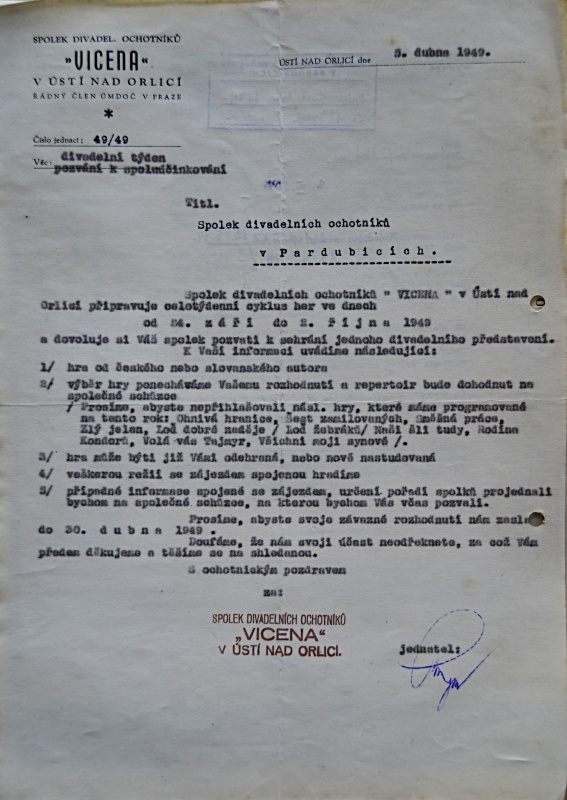 SPOLEK DIVADEL. OCHOTNÍKŮ
„VICENA“
V ÚSTÍ NAD ORLICÍ
ŘÁDNÝ ČLEN ÚMDOČ V PRAZE
*
ÚSTÍ NAD ORLICÍ dne 5. dubna 1949.
Číslo jednací: 49/49
Věc: divadelní týden
pozvání k spoluúčinkování
Titl.
Spolek divadelních ochotníků
v Pardubicích.
Spolek divadelních ochotníků " VICENA " v Ústí nad
Orlicí připravuje celotýdenní cyklus her ve dnech
od 24. září do 2. října 1949
a dovoluje si Váš spolek pozvati k sehrání jednoho divadelního představení.
K Vaší informaci uvádíme následující:
1/ hra od českého nebo slovanského autora
2/ výběr hry ponecháváme Vašemu rozhodnutí a repertoir bude dohodnut na
společné schůzce
/ Prosíme, abyste nepřihlašovali násl. hry, které máme programované
na tento rok: Ohnivá hranice, Šest zamilovaných, Směšná práce,
Zlý jelen, Loď dobré naděje / Loď žebráků/ Naši šli tudy, Rodina
Kondorů, Volá vás Tajmyr, Všichni moji synové /.
3/ hra může býti již Vámi odehraná, nebo nově nastudovaná
4/ veškerou režii se zájezdem spojenou hradíme
5/ případné informace spojené se zájezdem, určení pořadí spolků projednali
bychom na společné schůzce, na kterou bychom Vás včas pozvali.
Prosíme, abyste svoje závazné rozhodnutí nám zasla
do 30. dubna 1949 .
Doufáme, že nám svoji účast neodřeknete, za což Vám
předem děkujeme a těšíme se na shledanou.
S ochotnickým pozdravem
za:
SPOLEK DIVADELNÍCH OCHOTNÍKŮ
„VICENA“
V ÚSTÍ NAD ORLICI.
jednatel: